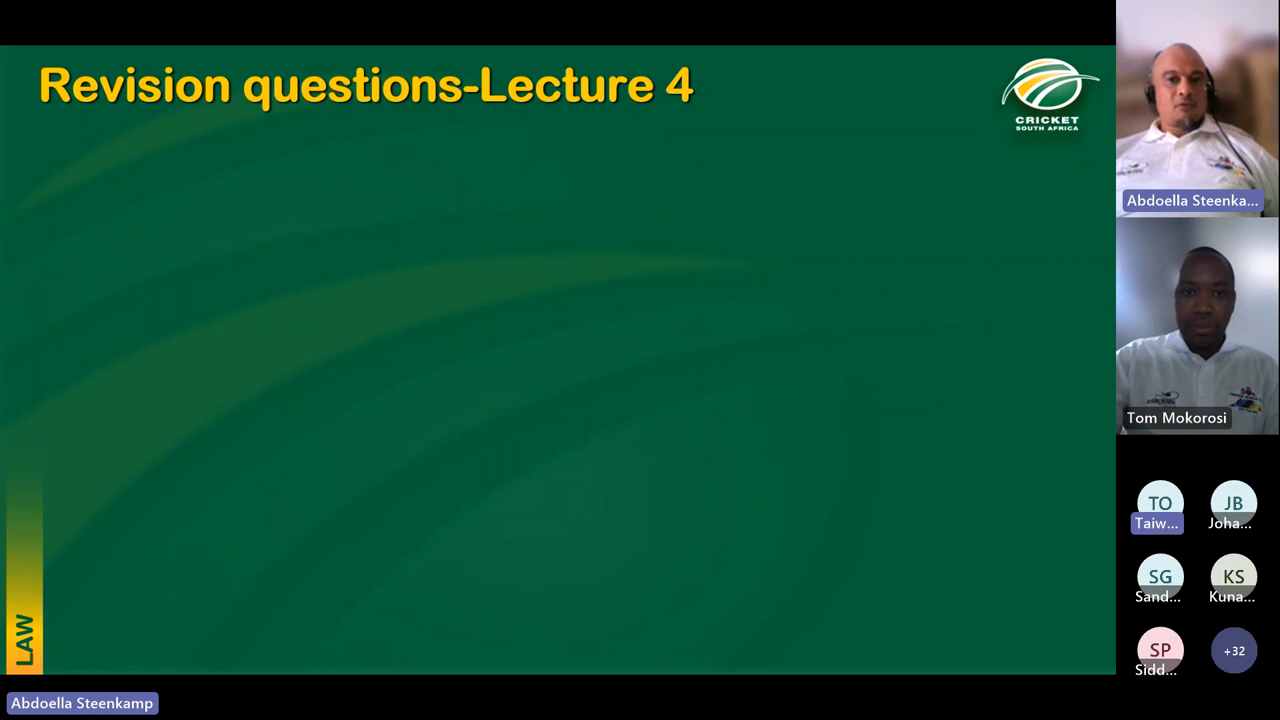 Revision questions-Lecture 4
CRICKET
SOUTH AFRICA
LAW
Abdoella Steenkamp
Abdoella Steenka...
Tom Mokorosi
TO
Taiw...
JB
Joha...
SG
Sand...
KS
Kuna...
SP
Sidd...
+32